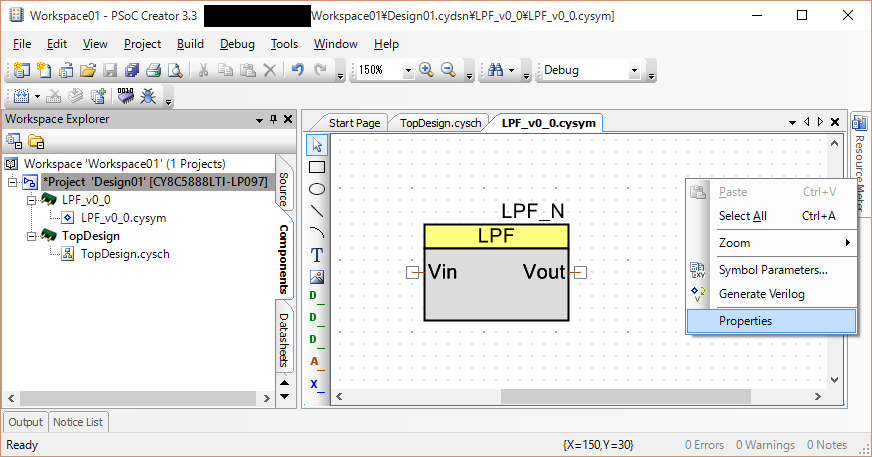 Workspace01 - PSoC Creator 3.3 Workspace01¥Design01.cydsn¥LPF_v0_0¥LPF_v0_0.cysym]
File Edit View Project Build Debug Tools Window Help
150% Debug
Workspace Explorer
Start Page TopDesign.cysch LPF_v0_0.cysym
Workspace 'Workspace01' (1 Projects)
*Project 'Design01' [CY8C5888LTI-LP097]
LPF_v0_0
LPF_v0_0.cysym
TopDesign
TopDesign.cysch
Source
Components
Datasheets
T
D
D
D
A
X
LPF_N
LPF
Vin Vout
Resource Meter
Paste Ctrl+V
Select All Ctrl+A
Zoom
Symbol Parameters...
Generate Verilog
Properties
Output Notice List
Ready {X=150,Y=30} 0 Errors 0 Warnings 0 Notes